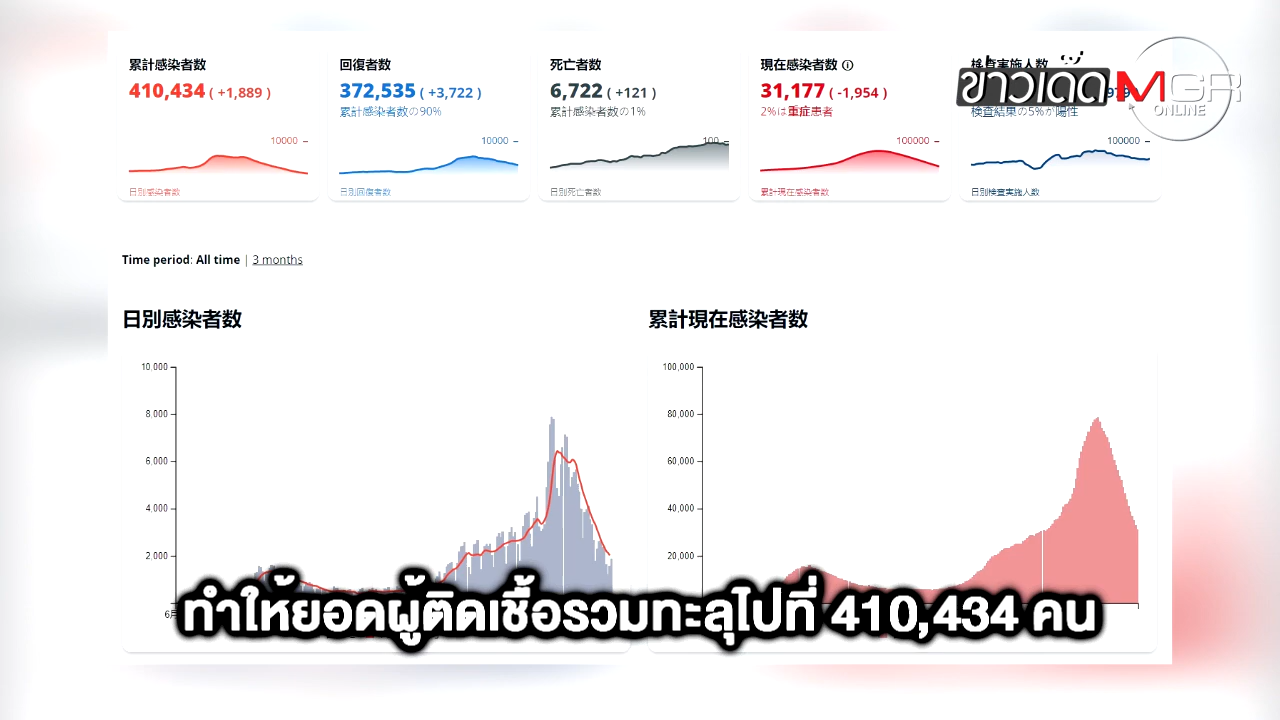 累計感染者数
410,434 ( +1,889 )
10000
日別感染者数
回復者数
372,535 ( +3,722 )
累計感染者数の90%
10000
日別回復者数
死亡者数
6,722 ( +121 )
累計感染者数の1%
100
日別死亡者数
現在感染者数 ⓘ
31,177 ( -1,954 )
2%は重症患者
100000
累計現在感染者数
検査実施人数
検査結果の5%が陽性
100000
日別検査実施人数
ข่าวเด็ด MGR
ONLINE
Time period: All time | 3 months
日別感染者数
10,000
8,000
6,000
4,000
2,000
累計現在感染者数
100,000
80,000
60,000
40,000
20,000
ทำให้ยอดผู้ติดเชื้อรวมทะลุไปที่ 410,434 คน